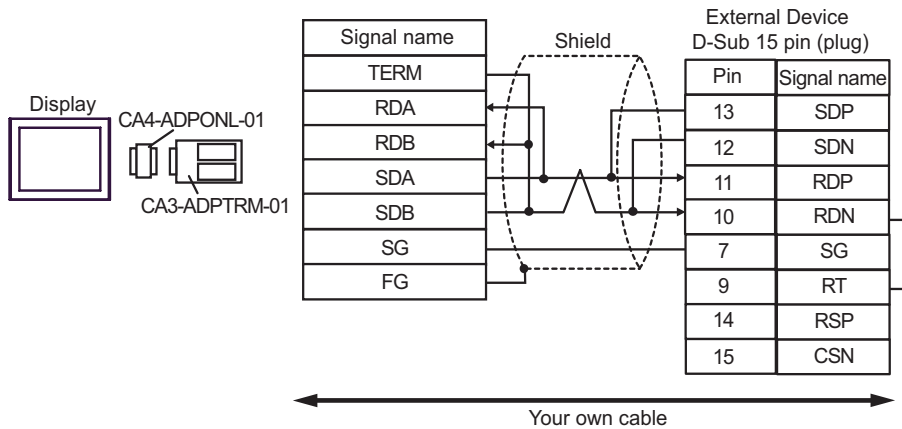 External Device
D-Sub 15 pin (plug)
Signal name
Shield
Pin Signal name
TERM
RDA
RDB
SDA
SDB
SG
FG
13 SDP
12 SDN
11 RDP
10 RDN
7 SG
9 RT
14 RSP
15 CSN
Display
CA4-ADPONL-01
CA3-ADPTRM-01
Your own cable